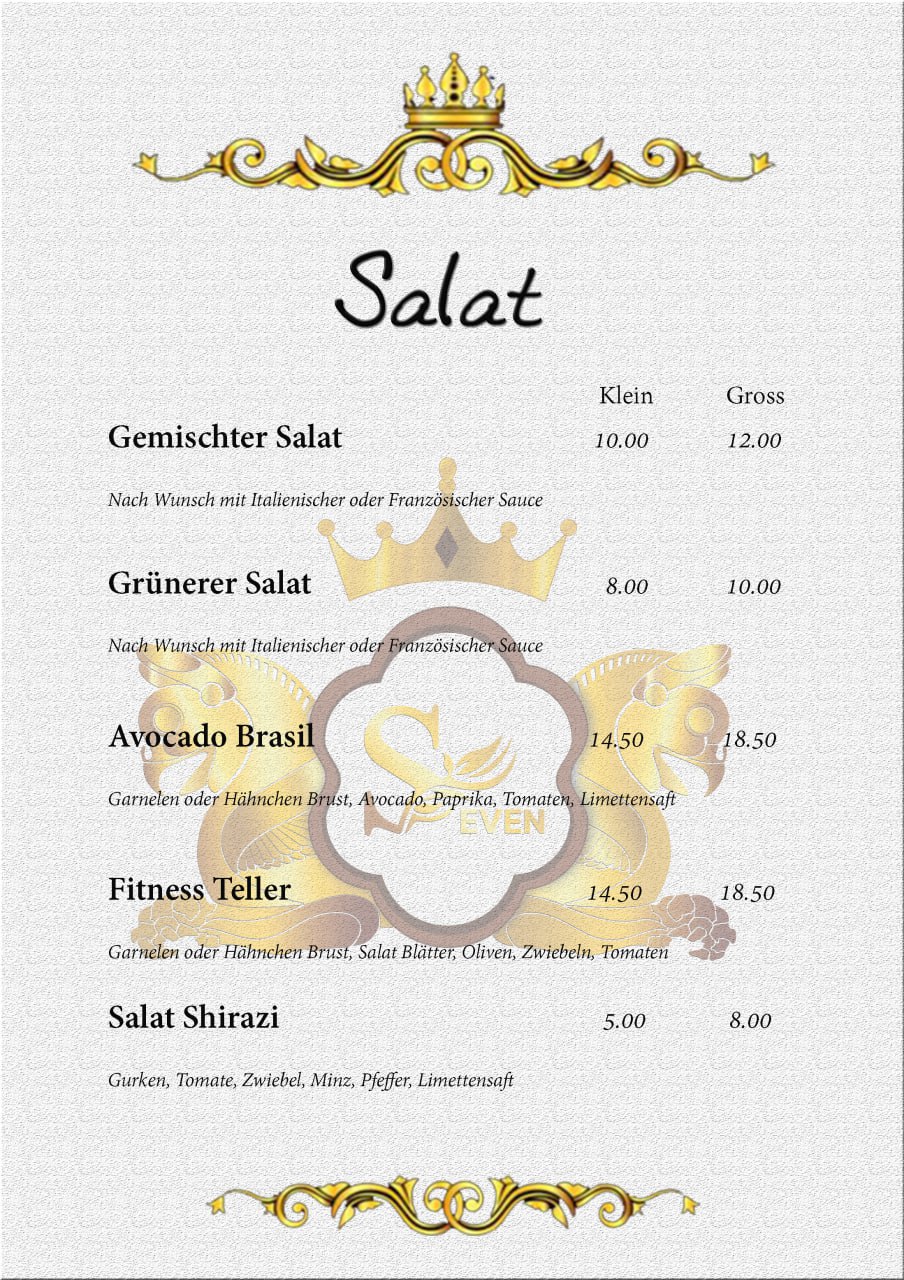 Salat
Klein Gross
Gemischter Salat 10.00 12.00
Nach Wunsch mit Italienischer oder Französischer Sauce
Grünerer Salat 8.00 10.00
Nach Wunsch mit Italienischer oder Französischer Sauce
Avocado Brasil 14.50 18.50
SEVEN
Garnelen oder Hähnchen Brust, Avocado, Paprika, Tomaten, Limettensaft
Fitness Teller 14.50 18.50
Garnelen oder Hähnchen Brust, Salat Blätter, Oliven, Zwiebeln, Tomaten
Salat Shirazi 5.00 8.00
Gurken, Tomate, Zwiebel, Minz, Pfeffer, Limettensaft